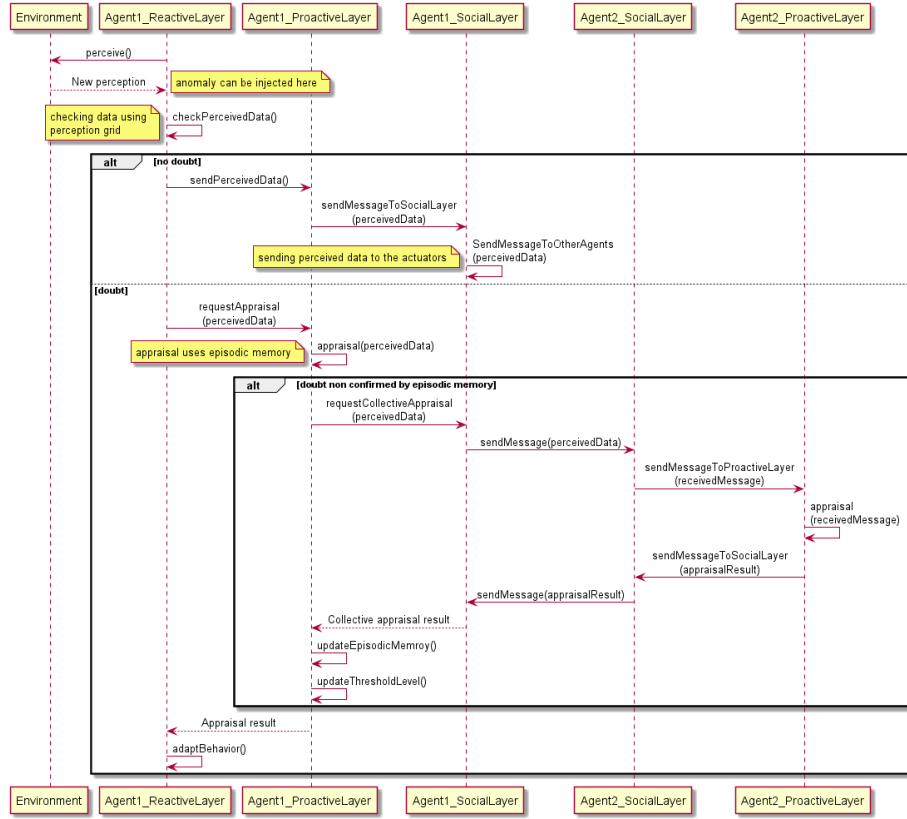 Environment
Agent1_ReactiveLayer
Agent1_ProactiveLayer
Agent1_SocialLayer
Agent2_SocialLayer
Agent2_ProactiveLayer
perceive()
New perception
anomaly can be injected here
checking data using
perception grid
checkPerceivedData()
alt
[no doubt]
sendPerceivedData()
sendMessageToSocialLayer
(perceivedData)
sending perceived data to the actuators
SendMessageToOtherAgents
(perceivedData)
[doubt]
requestAppraisal
(perceivedData)
appraisal uses episodic memory
appraisal(perceivedData)
alt
[doubt non confirmed by episodic memory]
requestCollectiveAppraisal
(perceivedData)
sendMessage(perceivedData)
sendMessageToProactiveLayer
(receivedMessage)
appraisal
(receivedMessage)
sendMessageToSocialLayer
(appraisalResult)
sendMessage(appraisalResult)
Collective appraisal result
updateEpisodicMemroy()
updateThresholdLevel()
Appraisal result
adaptBehavior()
Environment
Agent1_ReactiveLayer
Agent1_ProactiveLayer
Agent1_SocialLayer
Agent2_SocialLayer
Agent2_ProactiveLayer